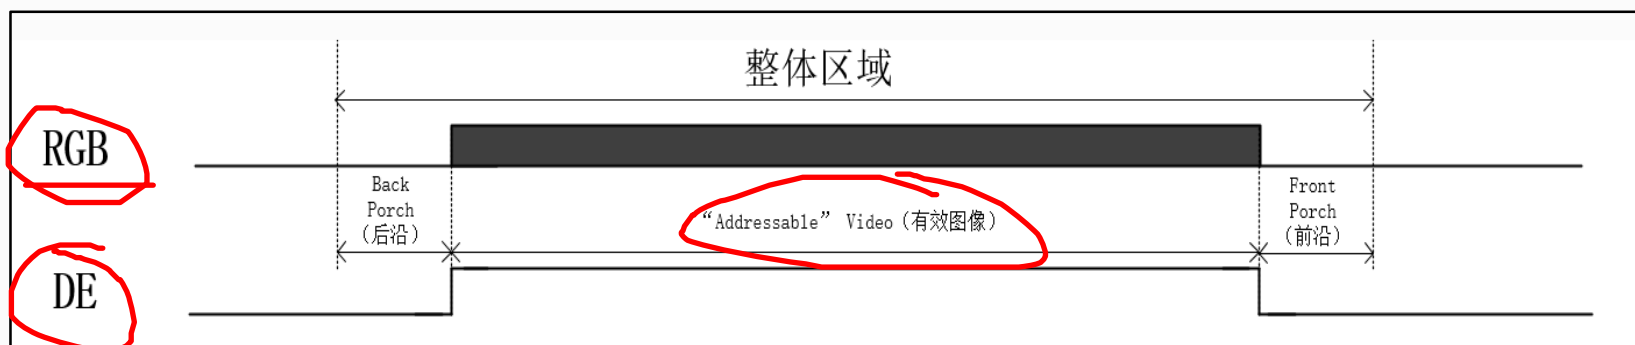 整体区域
RGB
Back
Porch
(后沿)
“Addressable” Video (有效图像)
Front
Porch
(前沿)
DE